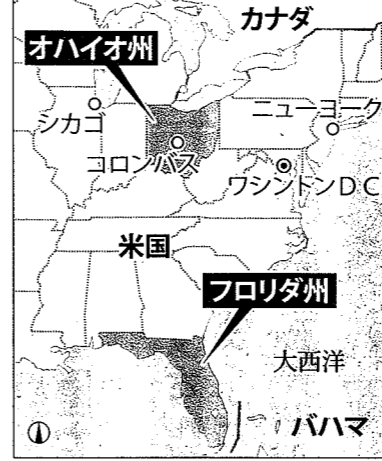 カナダ
オハイオ州
シカゴ
ニューヨーク
コロンバス
ワシントンDC
米国
フロリダ州
大西洋
バハマ